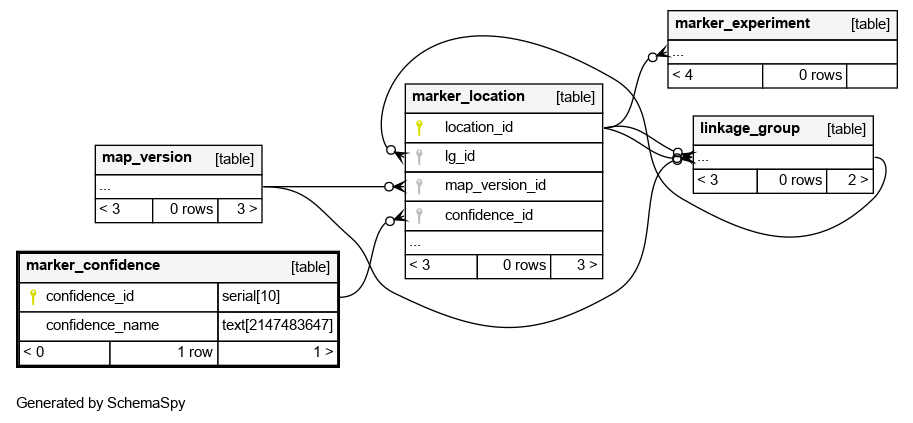 marker_experiment [table]
...
< 4 0 rows
marker_location [table]
location_id
lg_id
map_version_id
confidence_id
...
< 3 0 rows 3 >
linkage_group [table]
...
< 3 0 rows 2 >
map_version [table]
...
< 3 0 rows 3 >
marker_confidence [table]
confidence_id serial[10]
confidence_name text[2147483647]
< 0 1 row 1 >
Generated by SchemaSpy